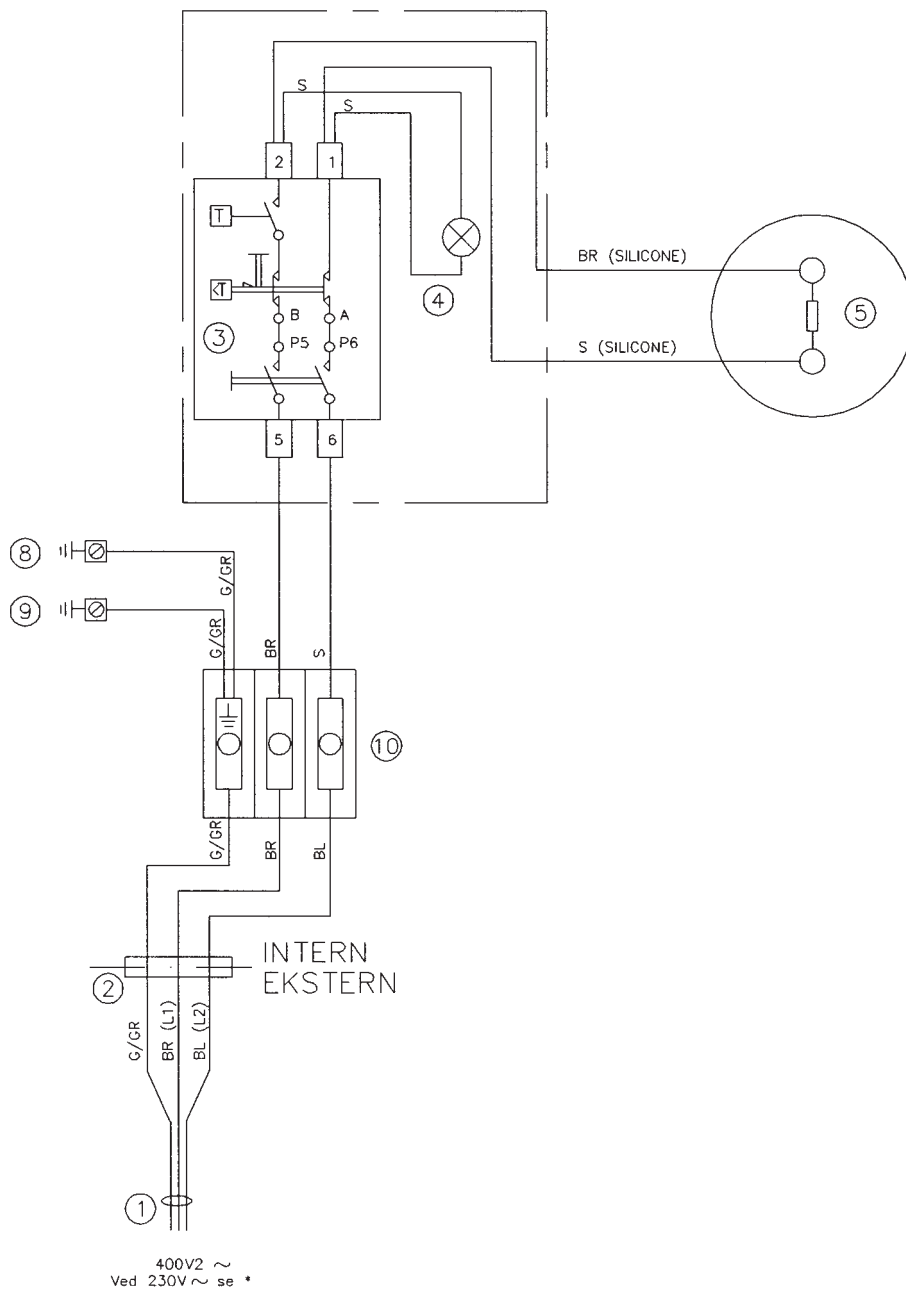 S
S
2
1
T
T
BR (SILICONE)
4
5
3
B
A
P5
P6
S (SILICONE)
5
6
8
G/GR
9
G/GR
BR
S
10
G/GR
BR
BL
INTERN
EKSTERN
2
G/GR
BR (L1)
BL (L2)
1
400V2 ~
Ved 230V~ se *